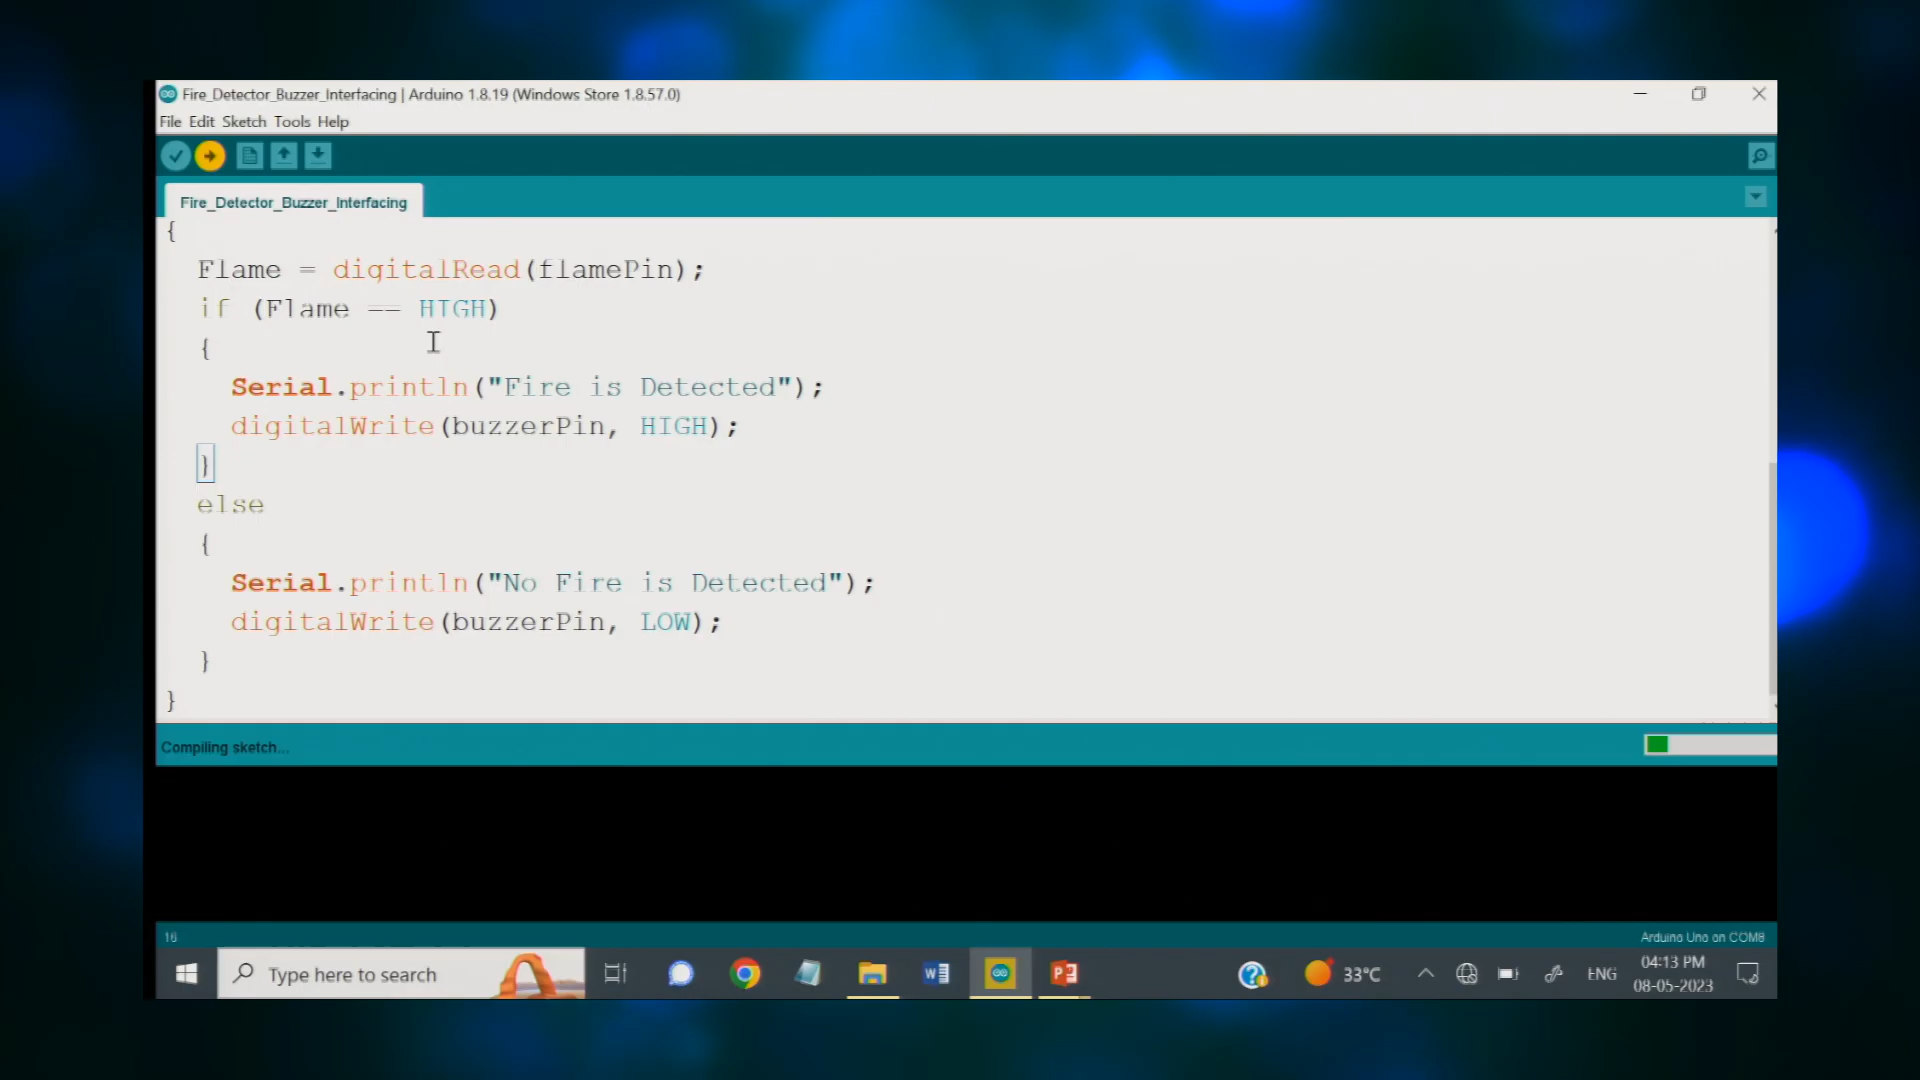 Fire_Detector_Buzzer_Interfacing | Arduino 1.8.19 (Windows Store 1.8.57.0)
File Edit Sketch Tools Help
Fire_Detector_Buzzer_Interfacing
{
Flame = digitalRead(flamePin);
if (Flame == HIGH)
{
Serial.println("Fire is Detected");
digitalWrite(buzzerPin, HIGH);
}
else
{
Serial.println("No Fire is Detected");
digitalWrite(buzzerPin, LOW);
}
}
Compiling sketch...
16
Arduino Uno on COM8
Type here to search
33°C
ENG
04:13 PM
08-05-2023